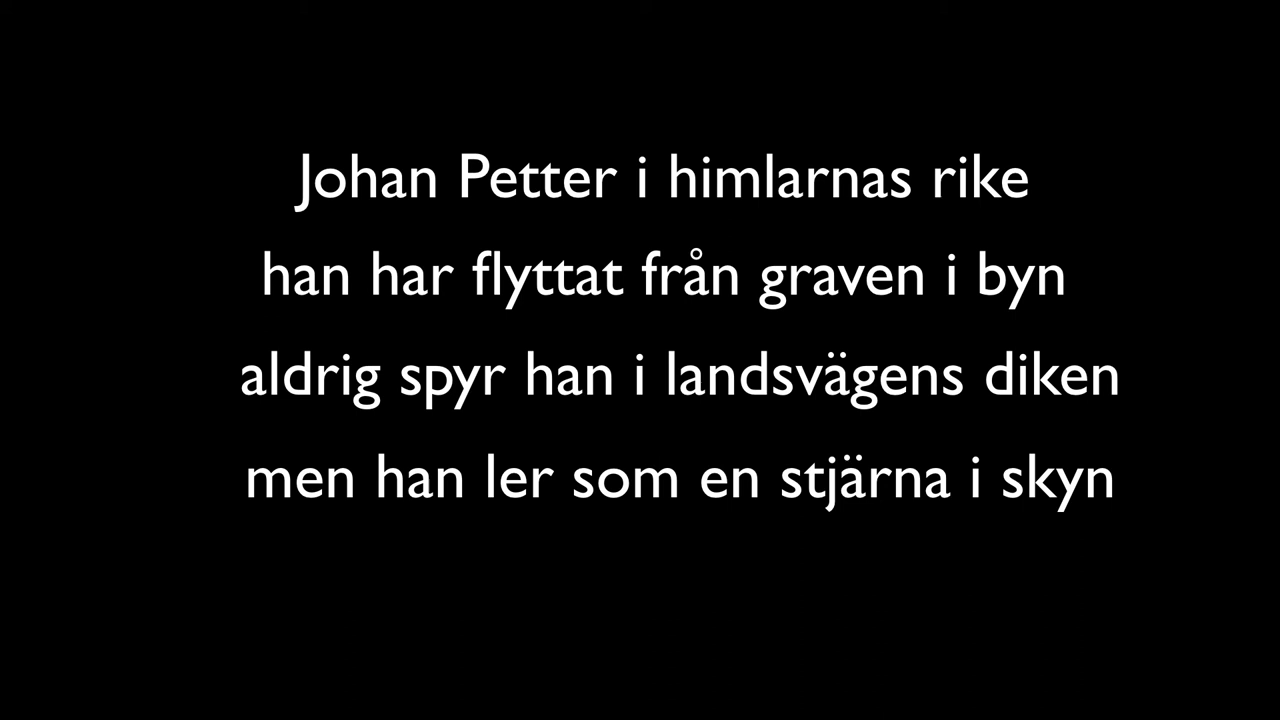 Johan Petter i himlarnas rike
han har flyttat från graven i byn
aldrig spyr han i landsvägens diken
men han ler som en stjärna i skyn